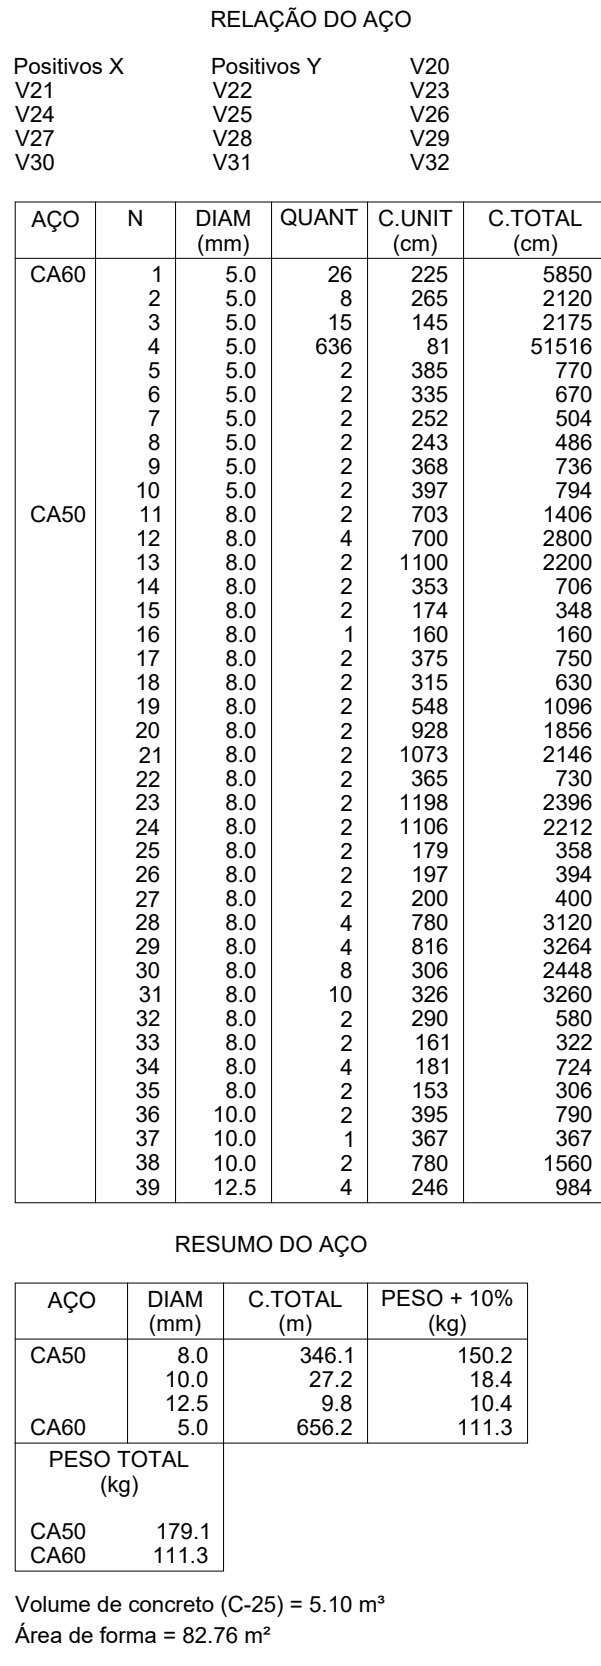 RELAÇÃO DO AÇO
Positivos X Positivos Y V20
V21 V22 V23
V24 V25 V26
V27 V28 V29
V30 V31 V32
AÇO N DIAM QUANT C.UNIT C.TOTAL
(mm) (cm) (cm)
CA60 1 5.0 26 225 5850
2 5.0 8 265 2120
3 5.0 15 145 2175
4 5.0 636 81 51516
5 5.0 2 385 770
6 5.0 2 335 670
7 5.0 2 252 504
8 5.0 2 243 486
9 5.0 2 368 736
10 5.0 2 397 794
CA50 11 8.0 2 703 1406
12 8.0 4 700 2800
13 8.0 2 1100 2200
14 8.0 2 353 706
15 8.0 2 174 348
16 8.0 1 160 160
17 8.0 2 375 750
18 8.0 2 315 630
19 8.0 2 548 1096
20 8.0 2 928 1856
21 8.0 2 1073 2146
22 8.0 2 365 730
23 8.0 2 1198 2396
24 8.0 2 1106 2212
25 8.0 2 179 358
26 8.0 2 197 394
27 8.0 2 200 400
28 8.0 4 780 3120
29 8.0 4 816 3264
30 8.0 8 306 2448
31 8.0 10 326 3260
32 8.0 2 290 580
33 8.0 2 161 322
34 8.0 4 181 724
35 8.0 2 153 306
36 10.0 2 395 790
37 10.0 1 367 367
38 10.0 2 780 1560
39 12.5 4 246 984
RESUMO DO AÇO
AÇO DIAM C.TOTAL PESO + 10%
(mm) (m) (kg)
CA50 8.0 346.1 150.2
10.0 27.2 18.4
12.5 9.8 10.4
CA60 5.0 656.2 111.3
PESO TOTAL
(kg)
CA50 179.1
CA60 111.3
Volume de concreto (C-25) = 5.10 m³
Área de forma = 82.76 m²